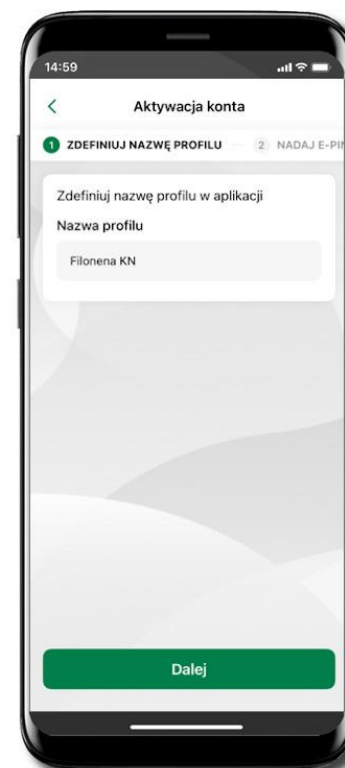 14:59
Aktywacja konta
1 ZDEFINIUJ NAZWĘ PROFILU 2 NADAJ E-PIN
Zdefiniuj nazwę profilu w aplikacji
Nazwa profilu
Filonena KN
Dalej